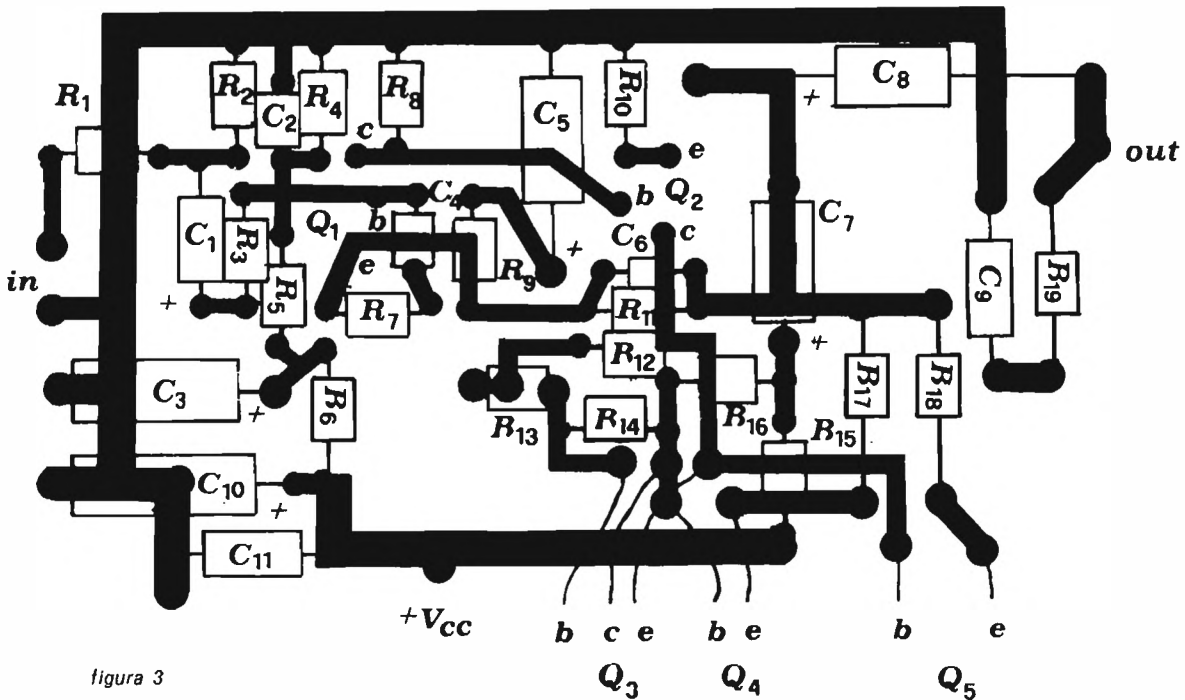 R1
R2
C2
R4
R8
C5
R10
C8
+
c
e
out
b
Q2
C4
C1
R3
Q1
b
C6
c
C7
e
R9
+
in
R5
R7
R11
C9
R19
+
R12
+
C3
+
R6
R13
R14
R16
R17
R18
R15
C10
+
C11
+VCC
b c e b e b e
Q3 Q4 Q5
figura 3